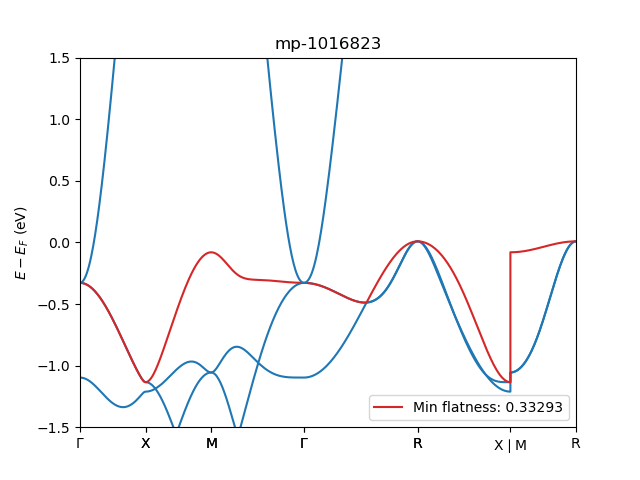 mp-1016823
E − E_F (eV)
1.5
1.0
0.5
0.0
−0.5
−1.0
−1.5
Min flatness: 0.33293
Γ X M Γ R X | M R